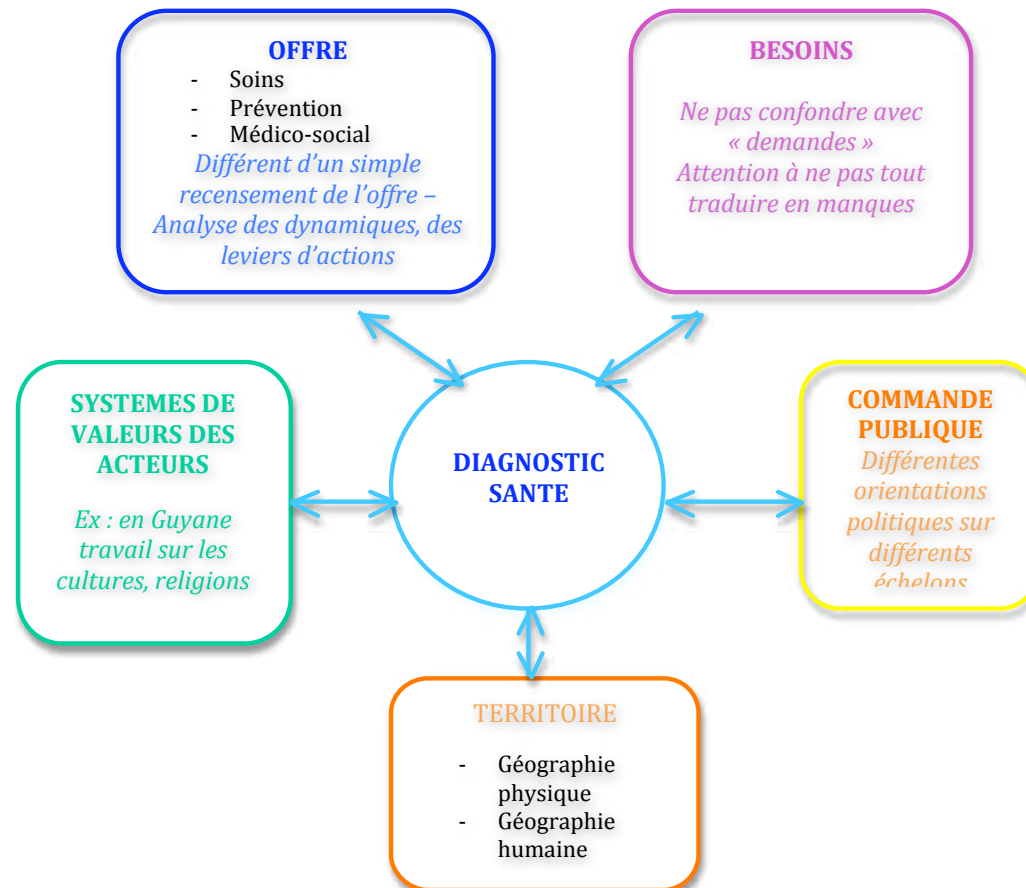 OFFRE
- Soins
- Prévention
- Médico-social
Différent d’un simple
recensement de l’offre –
Analyse des dynamiques, des
leviers d’actions
BESOINS
Ne pas confondre avec
« demandes »
Attention à ne pas tout
traduire en manques
SYSTEMES DE
VALEURS DES
ACTEURS
Ex : en Guyane
travail sur les
cultures, religions
DIAGNOSTIC
SANTE
COMMANDE
PUBLIQUE
Différentes
orientations
politiques sur
différents
échelons
TERRITOIRE
- Géographie
physique
- Géographie
humaine